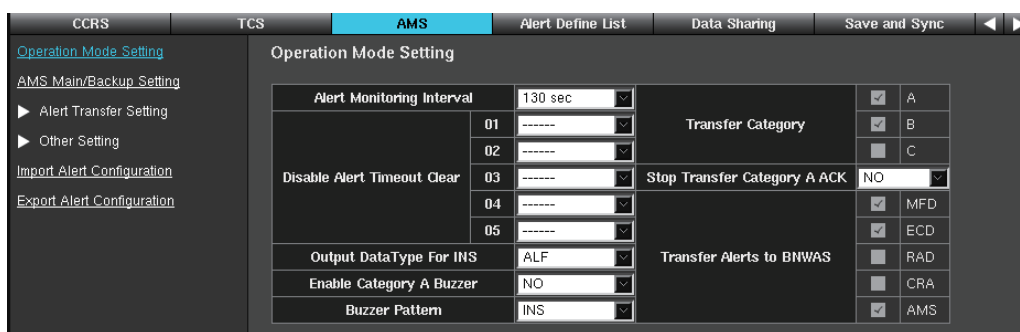 CCRS TCS AMS Alert Define List Data Sharing Save and Sync
Operation Mode Setting
AMS Main/Backup Setting
Alert Transfer Setting
Other Setting
Import Alert Configuration
Export Alert Configuration
Operation Mode Setting
Alert Monitoring Interval 130 sec
Disable Alert Timeout Clear
01 ------
02 ------
03 ------
04 ------
05 ------
Output DataType For INS ALF
Enable Category A Buzzer NO
Buzzer Pattern INS
Transfer Category
A
B
C
Stop Transfer Category A ACK NO
Transfer Alerts to BNWAS
MFD
ECD
RAD
CRA
AMS